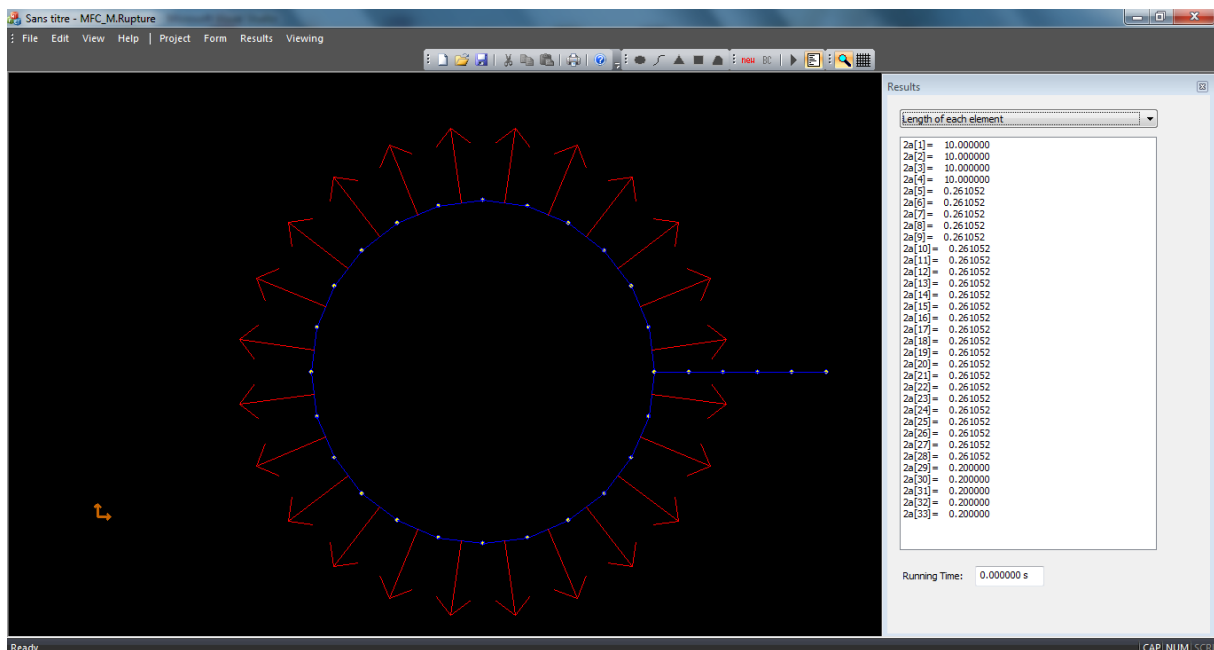 Sans titre - MFC_M.Rupture
File Edit View Help | Project Form Results Viewing
new BC
Results
Length of each element
2a[1]= 10.000000
2a[2]= 10.000000
2a[3]= 10.000000
2a[4]= 10.000000
2a[5]= 0.261052
2a[6]= 0.261052
2a[7]= 0.261052
2a[8]= 0.261052
2a[9]= 0.261052
2a[10]= 0.261052
2a[11]= 0.261052
2a[12]= 0.261052
2a[13]= 0.261052
2a[14]= 0.261052
2a[15]= 0.261052
2a[16]= 0.261052
2a[17]= 0.261052
2a[18]= 0.261052
2a[19]= 0.261052
2a[20]= 0.261052
2a[21]= 0.261052
2a[22]= 0.261052
2a[23]= 0.261052
2a[24]= 0.261052
2a[25]= 0.261052
2a[26]= 0.261052
2a[27]= 0.261052
2a[28]= 0.261052
2a[29]= 0.200000
2a[30]= 0.200000
2a[31]= 0.200000
2a[32]= 0.200000
2a[33]= 0.200000
Running Time: 0.000000 s
Ready CAP NUM SCRI